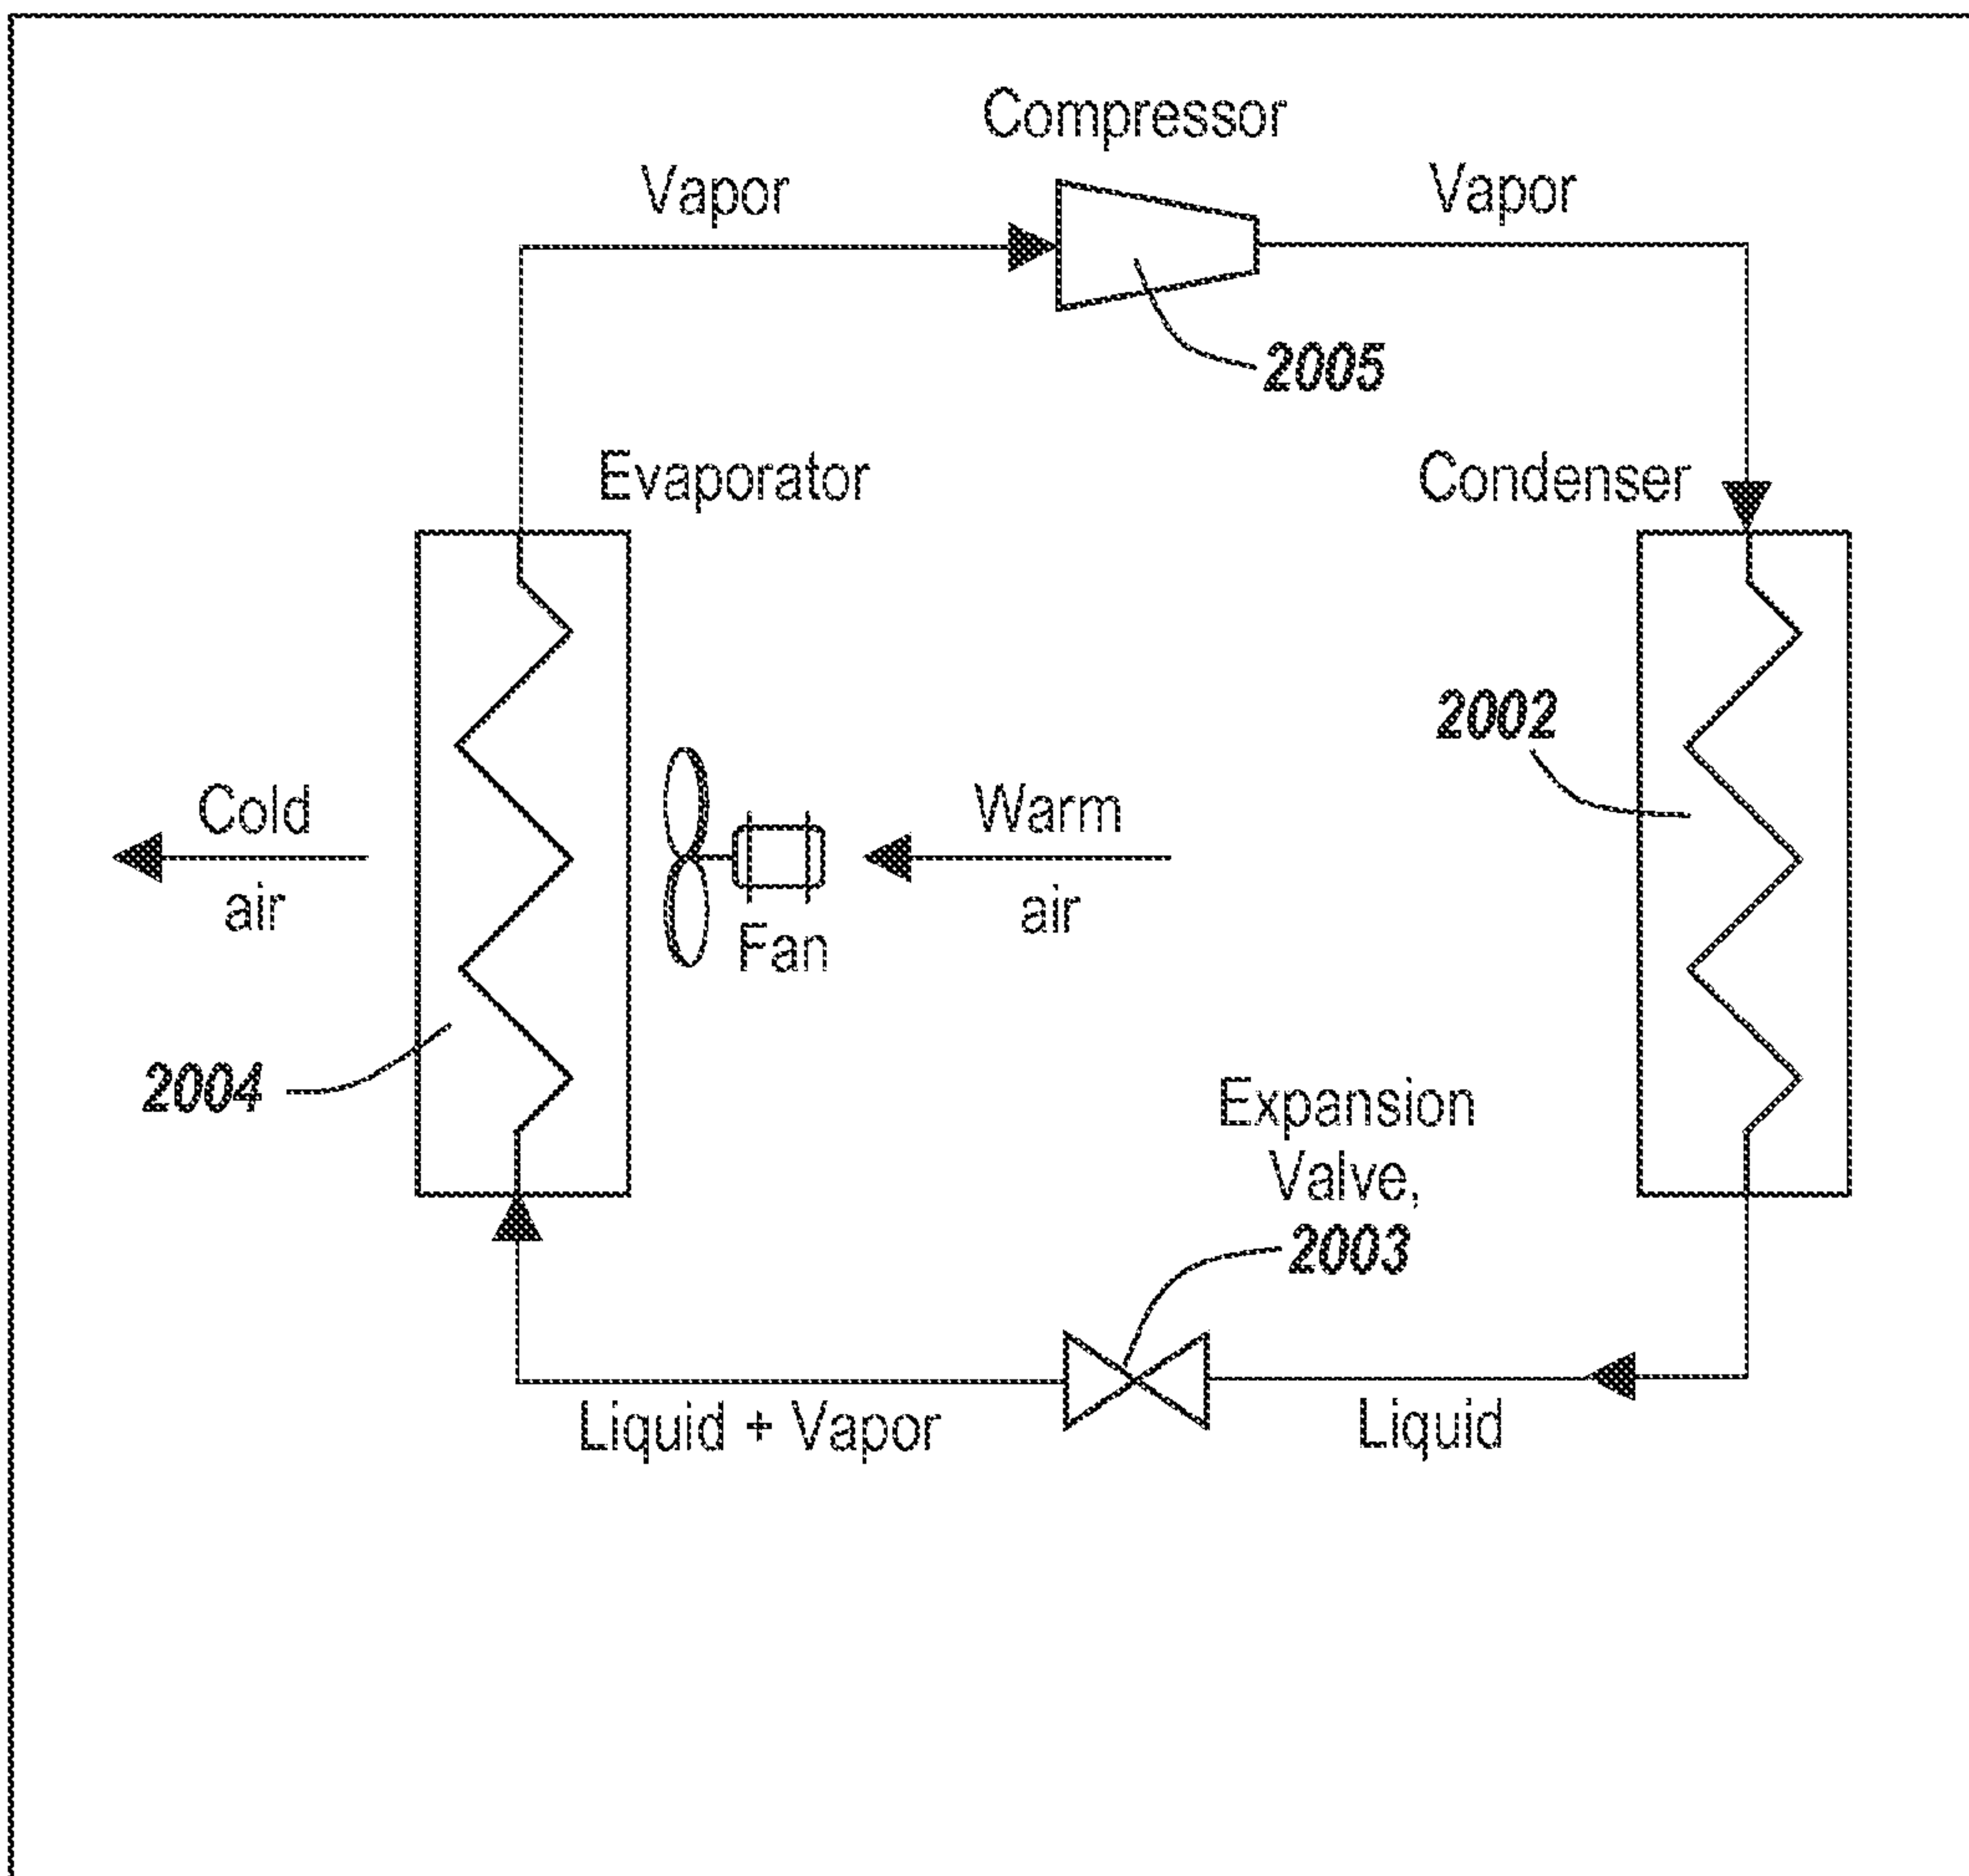 Compressor
Vapor
Vapor
2005
Evaporator
Condenser
2002
Cold
air
Warm
air
Fan
2004
Expansion
Valve,
2003
Liquid + Vapor
Liquid